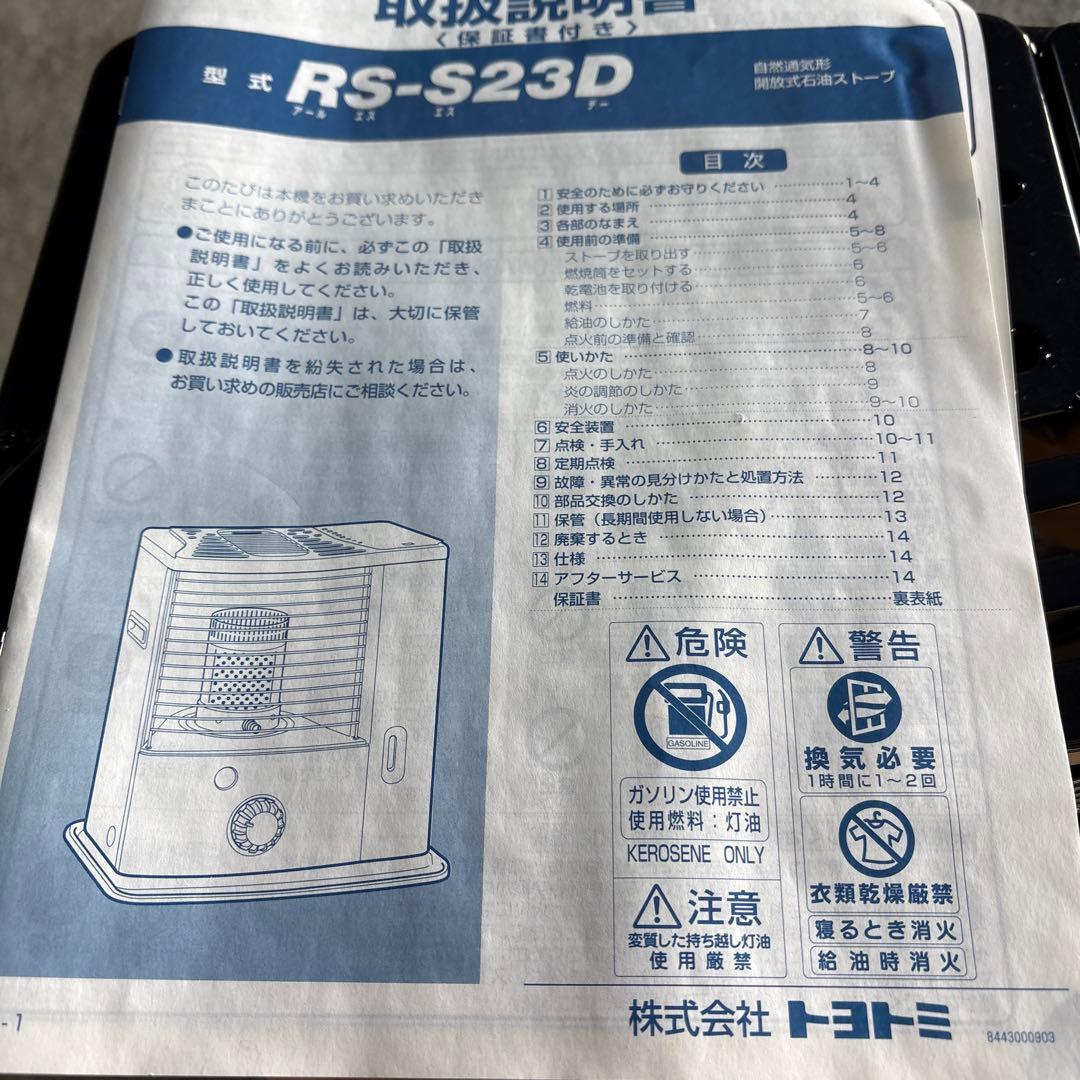 取扱説明書
〈保証書付き〉
型式 RS-S23D
アール エス エス デー
自然通気形
開放式石油ストーブ
このたびは本機をお買い求めいただき
まことにありがとうございます。
●ご使用になる前に、必ずこの「取扱
説明書」をよくお読みいただき、
正しく使用してください。
この「取扱説明書」は、大切に保管
しておいてください。
●取扱説明書を紛失された場合は、
お買い求めの販売店にご相談ください。
目次
1 安全のために必ずお守りください 1〜4
2 使用する場所 4
3 各部のなまえ 4
4 使用前の準備 5〜8
ストーブを取り出す 5〜6
燃焼筒をセットする 6
乾電池を取り付ける 6
燃料 5〜6
給油のしかた 7
点火前の準備と確認 8
5 使いかた 8〜10
点火のしかた 8
炎の調節のしかた 9
消火のしかた 9〜10
6 安全装置 10
7 点検・手入れ 10〜11
8 定期点検 11
9 故障・異常の見分けかたと処置方法 12
10 部品交換のしかた 12
11 保管（長期間使用しない場合） 13
12 廃棄するとき 14
13 仕様 14
14 アフターサービス 14
保証書 裏表紙
危険
GASOLINE
ガソリン使用禁止
使用燃料：灯油
KEROSENE ONLY
注意
変質した持ち越し灯油
使用厳禁
警告
換気必要
1時間に1〜2回
衣類乾燥厳禁
寝るとき消火
給油時消火
株式会社 トヨトミ
8443000903
-1